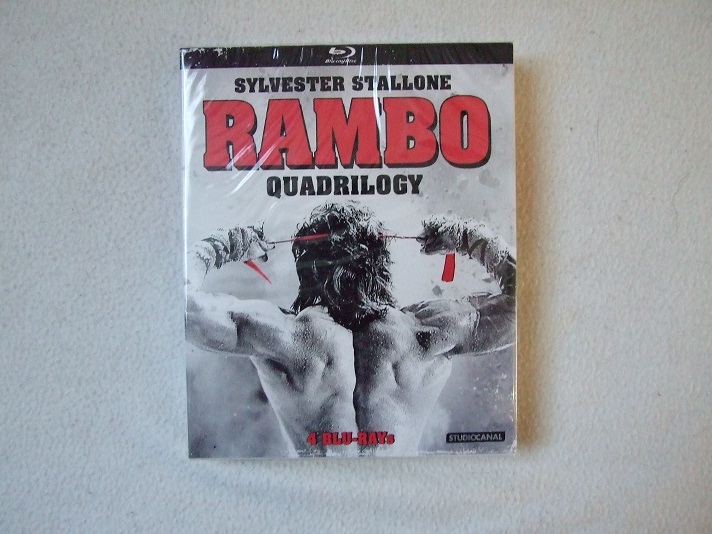 Blu-ray Disc
SYLVESTER STALLONE
RAMBO
QUADRILOGY
4 BLU-RAYs
STUDIOCANAL